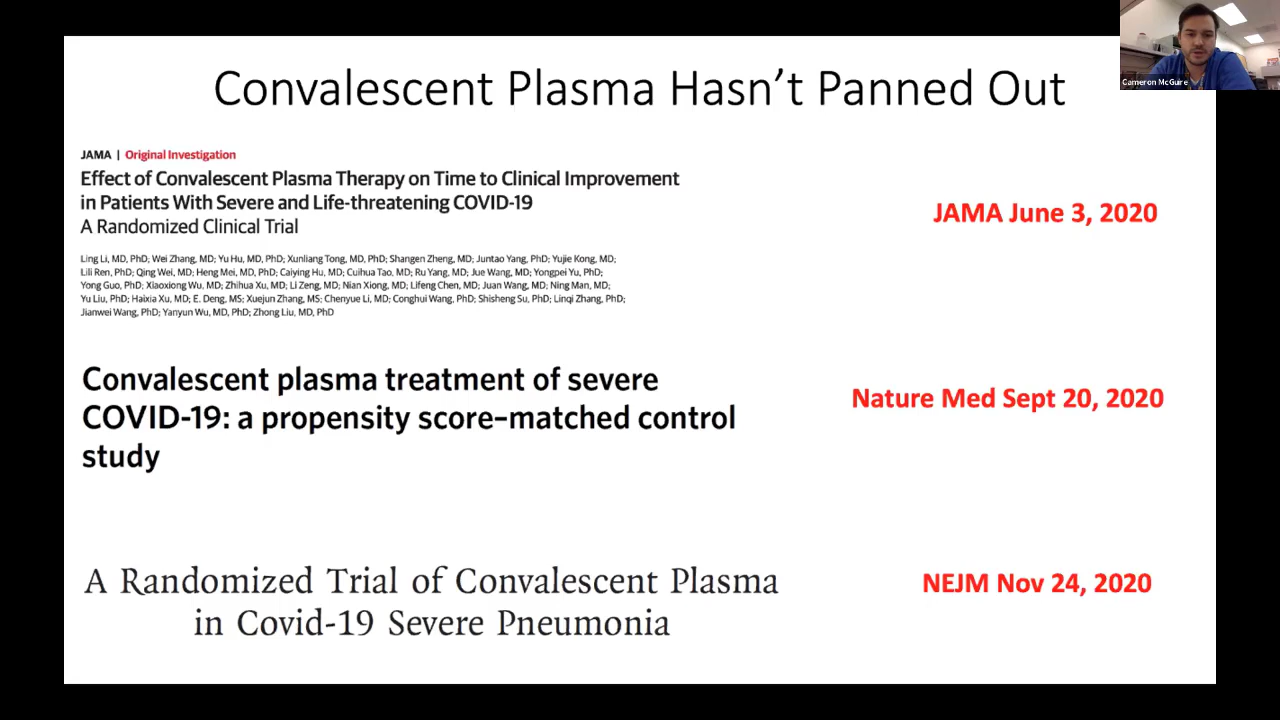 Convalescent Plasma Hasn't Panned Out
Cameron McGuire
JAMA | Original Investigation
Effect of Convalescent Plasma Therapy on Time to Clinical Improvement
in Patients With Severe and Life-threatening COVID-19
A Randomized Clinical Trial
JAMA June 3, 2020
Ling Li, MD, PhD; Wei Zhang, MD; Yu Hu, MD, PhD; Xunliang Tong, MD, PhD; Shangen Zheng, MD; Juntao Yang, PhD; Yujie Kong, MD;
Lili Ren, PhD; Qing Wei, MD; Heng Mei, MD, PhD; Caiying Hu, MD; Cuihua Tao, MD; Ru Yang, MD; Jue Wang, MD; Yongpei Yu, PhD;
Yong Guo, PhD; Xiaoxiong Wu, MD; Zhihua Xu, MD; Li Zeng, MD; Nian Xiong, MD; Lifeng Chen, MD; Juan Wang, MD; Ning Man, MD;
Yu Liu, PhD; Haixia Xu, MD; E. Deng, MS; Xuejun Zhang, MS; Chenyue Li, MD; Conghui Wang, PhD; Shisheng Su, PhD; Linqi Zhang, PhD;
Jianwei Wang, PhD; Yanyun Wu, MD, PhD; Zhong Liu, MD, PhD
Convalescent plasma treatment of severe
COVID-19: a propensity score–matched control
study
Nature Med Sept 20, 2020
A Randomized Trial of Convalescent Plasma
in Covid-19 Severe Pneumonia
NEJM Nov 24, 2020